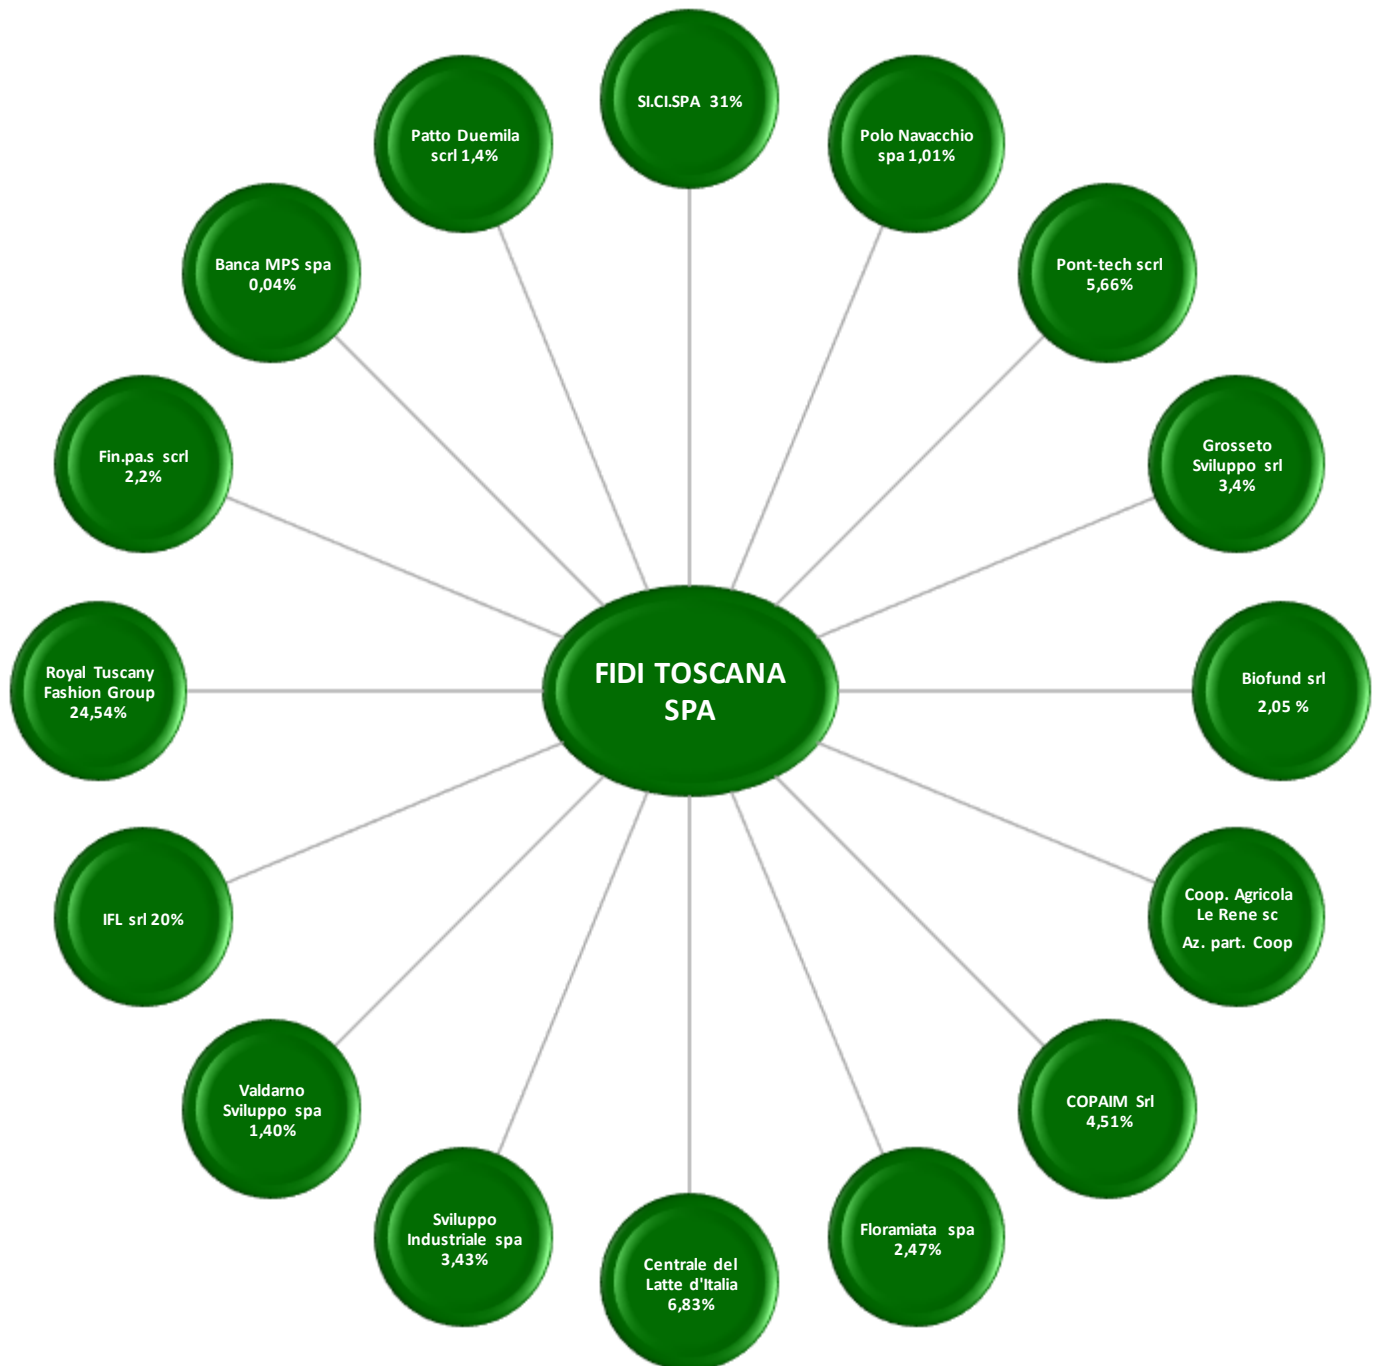 SI.CI.SPA 31%
Polo Navacchio
spa 1,01%
Pont-tech scrl
5,66%
Grosseto
Sviluppo srl
3,4%
Biofund srl
2,05 %
Coop. Agricola
Le Rene sc
Az. part. Coop
COPAIM Srl
4,51%
Floramiata spa
2,47%
Centrale del
Latte d'Italia
6,83%
Sviluppo
Industriale spa
3,43%
Valdarno
Sviluppo spa
1,40%
IFL srl 20%
Royal Tuscany
Fashion Group
24,54%
Fin.pa.s scrl
2,2%
Banca MPS spa
0,04%
Patto Duemila
scrl 1,4%
FIDI TOSCANA
SPA